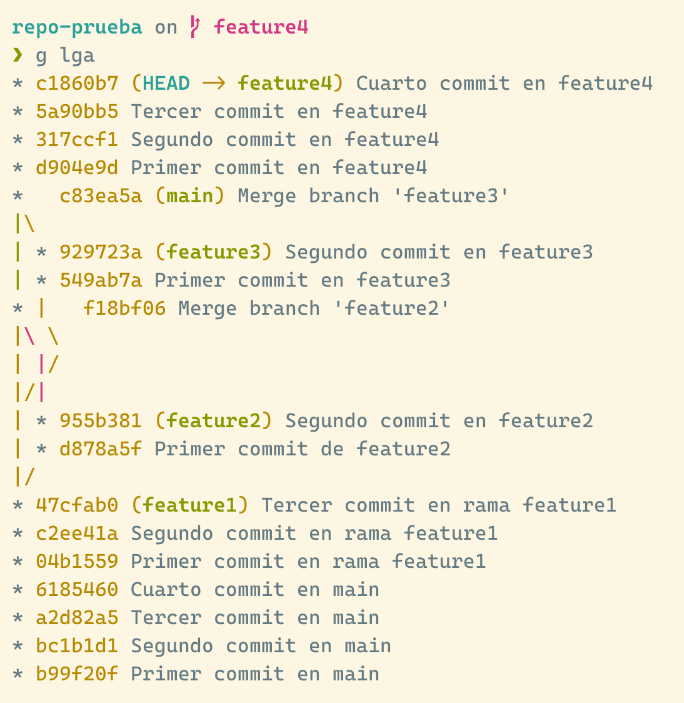 repo-prueba on feature4
❯ g lga
* c1860b7 (HEAD -> feature4) Cuarto commit en feature4
* 5a90bb5 Tercer commit en feature4
* 317ccf1 Segundo commit en feature4
* d904e9d Primer commit en feature4
*   c83ea5a (main) Merge branch 'feature3'
|\
| * 929723a (feature3) Segundo commit en feature3
| * 549ab7a Primer commit en feature3
* |   f18bf06 Merge branch 'feature2'
|\ \
| |/
|/|
| * 955b381 (feature2) Segundo commit en feature2
| * d878a5f Primer commit de feature2
|/
* 47cfab0 (feature1) Tercer commit en rama feature1
* c2ee41a Segundo commit en rama feature1
* 04b1559 Primer commit en rama feature1
* 6185460 Cuarto commit en main
* a2d82a5 Tercer commit en main
* bc1b1d1 Segundo commit en main
* b99f20f Primer commit en main